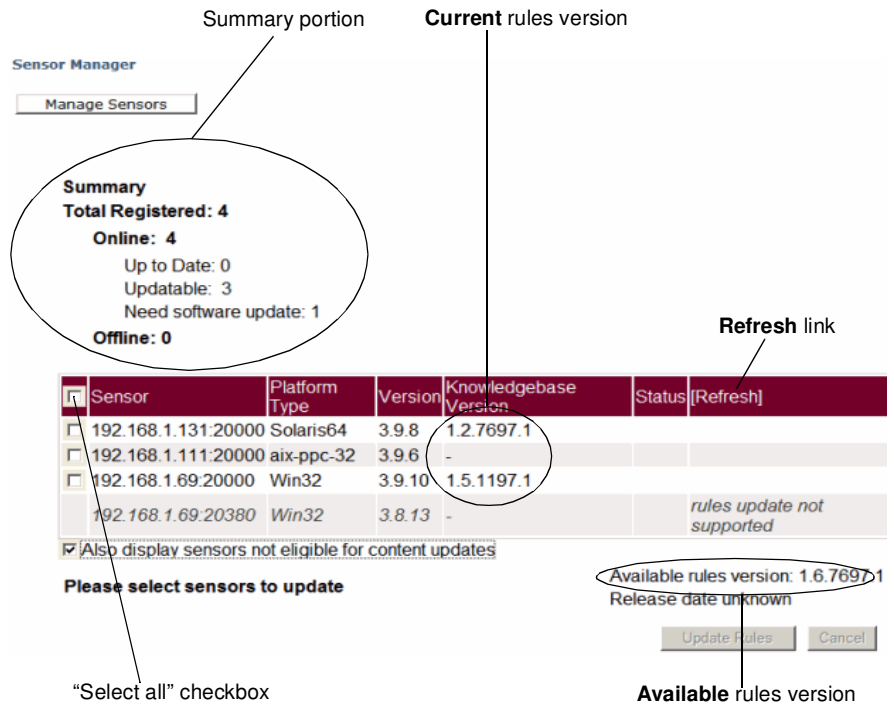 Summary portion
Current rules version
Sensor Manager
Manage Sensors
Summary
Total Registered: 4
Online: 4
Up to Date: 0
Updatable: 3
Need software update: 1
Offline: 0
Refresh link
Sensor Platform Type Version Knowledgebase Version Status [Refresh]
192.168.1.131:20000 Solaris64 3.9.8 1.2.7697.1
192.168.1.111:20000 aix-ppc-32 3.9.6 -
192.168.1.69:20000 Win32 3.9.10 1.5.1197.1
192.168.1.69:20380 Win32 3.8.13 - rules update not supported
Also display sensors not eligible for content updates
Please select sensors to update
Available rules version: 1.6.7697.1
Release date unknown
Update Rules Cancel
“Select all” checkbox
Available rules version